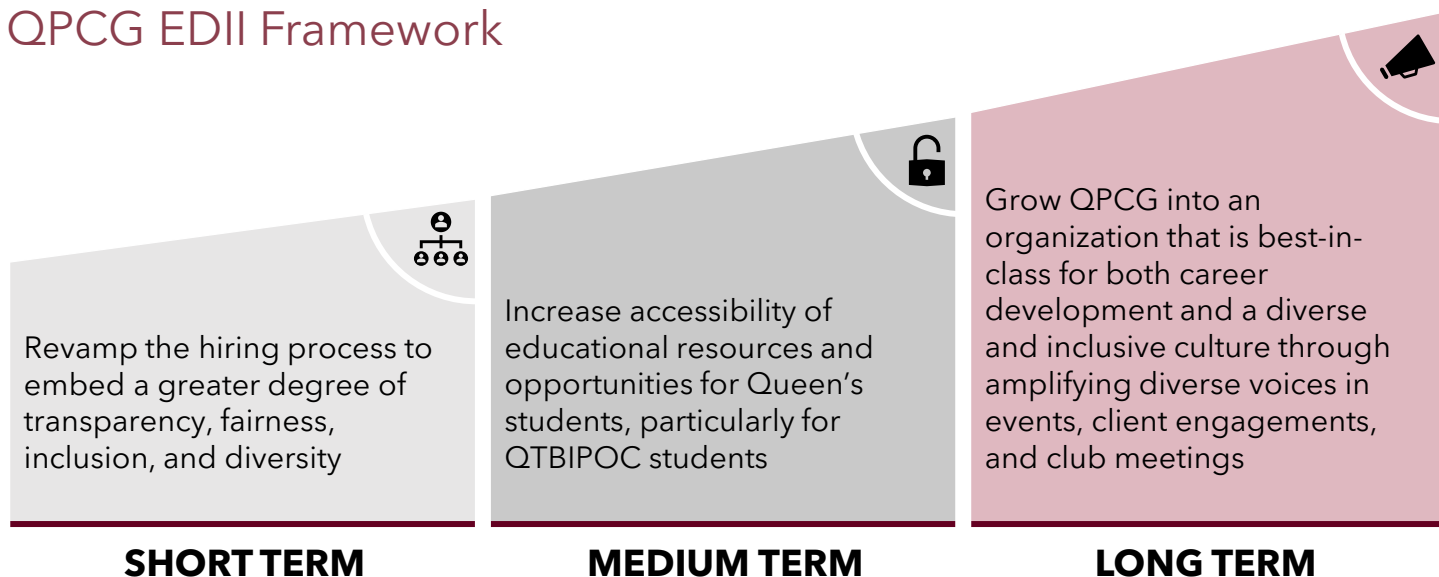 QPCG EDII Framework
Revamp the hiring process to
embed a greater degree of
transparency, fairness,
inclusion, and diversity
SHORT TERM
Increase accessibility of
educational resources and
opportunities for Queen’s
students, particularly for
QTBIPOC students
MEDIUM TERM
Grow QPCG into an
organization that is best-in-
class for both career
development and a diverse
and inclusive culture through
amplifying diverse voices in
events, client engagements,
and club meetings
LONG TERM